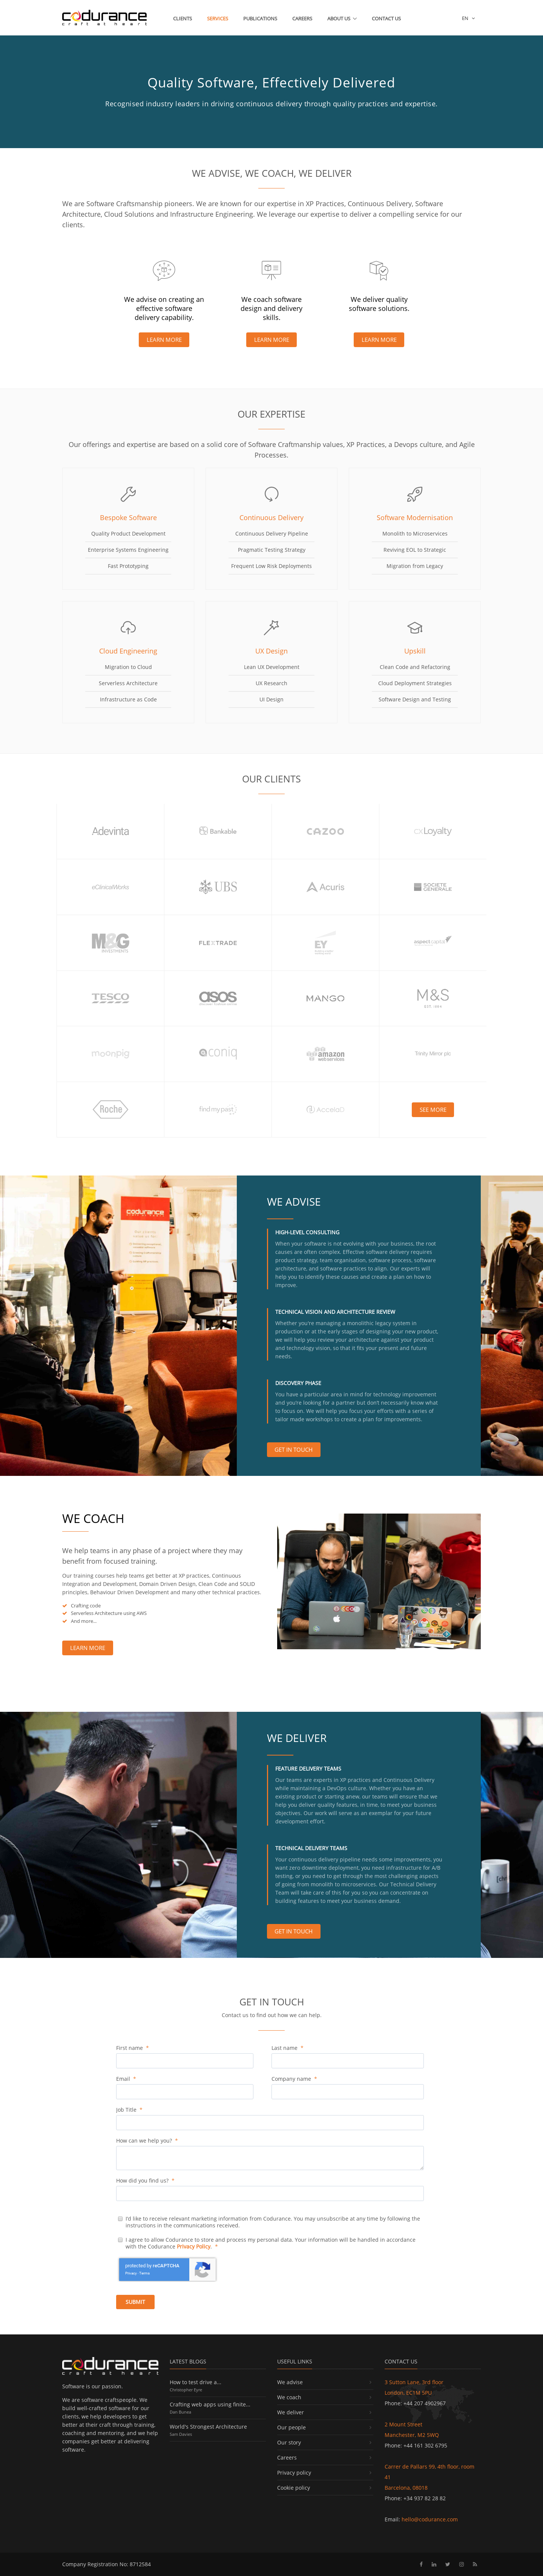 codurance
craft at heart
CLIENTS
SERVICES
PUBLICATIONS
CAREERS
ABOUT US
CONTACT US
EN
Quality Software, Effectively Delivered
Recognised industry leaders in driving continuous delivery through quality practices and expertise.
WE ADVISE, WE COACH, WE DELIVER
We are Software Craftsmanship pioneers. We are known for our expertise in XP Practices, Continuous Delivery, Software
Architecture, Cloud Solutions and Infrastructure Engineering. We leverage our expertise to deliver a compelling service for our
clients.
We advise on creating an
effective software
delivery capability.
LEARN MORE
We coach software
design and delivery
skills.
LEARN MORE
We deliver quality
software solutions.
LEARN MORE
OUR EXPERTISE
Our offerings and expertise are based on a solid core of Software Craftmanship values, XP Practices, a Devops culture, and Agile
Processes.
Bespoke Software
Quality Product Development
Enterprise Systems Engineering
Fast Prototyping
Continuous Delivery
Continuous Delivery Pipeline
Pragmatic Testing Strategy
Frequent Low Risk Deployments
Software Modernisation
Monolith to Microservices
Reviving EOL to Strategic
Migration from Legacy
Cloud Engineering
Migration to Cloud
Serverless Architecture
Infrastructure as Code
UX Design
Lean UX Development
UX Research
UI Design
Upskill
Clean Code and Refactoring
Cloud Deployment Strategies
Software Design and Testing
OUR CLIENTS
Adevinta
Bankable
CAZOO
Loyalty
eClinicalWorks
UBS
Acuris
SOCIETE GENERALE
M&G
INVESTMENTS
FLEXTRADE
EY
aspect capital
TESCO
asos
MANGO
M&S
EST. 1884
moonpig
coniq
amazon
webservices
Trinity Mirror plc
Roche
findmypast
Accelad
SEE MORE
codurance
WE ADVISE
HIGH-LEVEL CONSULTING
When your software is not evolving with your business, the root
causes are often complex. Effective software delivery requires
product strategy, team organisation, software process, software
architecture, and software practices to align. Our experts will
help you to identify these causes and create a plan on how to
improve.
TECHNICAL VISION AND ARCHITECTURE REVIEW
Whether you're managing a monolithic legacy system in
production or at the early stages of designing your new product,
we will help you review your architecture against your product
and technology vision, so that it fits your present and future
needs.
DISCOVERY PHASE
You have a particular area in mind for technology improvement
and you're looking for a partner but don't necessarily know what
to focus on. We will help you focus your efforts with a series of
tailor made workshops to create a plan for improvements.
GET IN TOUCH
WE COACH
We help teams in any phase of a project where they may
benefit from focused training.
Our training courses help teams get better at XP practices, Continuous
Integration and Development, Domain Driven Design, Clean Code and SOLID
principles, Behaviour Driven Development and many other technical practices.
Crafting code
Serverless Architecture using AWS
And more...
LEARN MORE
WE DELIVER
FEATURE DELIVERY TEAMS
Our teams are experts in XP practices and Continuous Delivery
while maintaining a DevOps culture. Whether you have an
existing product or starting anew, our teams will ensure that we
help you deliver quality features, in time, to meet your business
objectives. Our work will serve as an exemplar for your future
development effort.
TECHNICAL DELIVERY TEAMS
Your continuous delivery pipeline needs some improvements, you
want zero downtime deployment, you need infrastructure for A/B
testing, or you need to get through the most challenging aspects
of going from monolith to microservices. Our Technical Delivery
Team will take care of this for you so you can concentrate on
building features to meet your business demand.
GET IN TOUCH
GET IN TOUCH
Contact us to find out how we can help.
First name *
Last name *
Email *
Company name *
Job Title *
How can we help you? *
How did you find us? *
I'd like to receive relevant marketing information from Codurance. You may unsubscribe at any time by following the
instructions in the communications received.
I agree to allow Codurance to store and process my personal data. Your information will be handled in accordance
with the Codurance Privacy Policy. *
protected by reCAPTCHA
Privacy - Terms
SUBMIT
codurance
craft at heart
Software is our passion.
We are software craftspeople. We
build well-crafted software for our
clients, we help developers to get
better at their craft through training,
coaching and mentoring, and we help
companies get better at delivering
software.
LATEST BLOGS
How to test drive a...
Christopher Eyre
Crafting web apps using finite...
Dan Bunea
World's Strongest Architecture
Sam Davies
USEFUL LINKS
We advise
We coach
We deliver
Our people
Our story
Careers
Privacy policy
Cookie policy
CONTACT US
3 Sutton Lane, 3rd floor
London, EC1M 5PU
Phone: +44 207 4902967
2 Mount Street
Manchester, M2 5WQ
Phone: +44 161 302 6795
Carrer de Pallars 99, 4th floor, room
41
Barcelona, 08018
Phone: +34 937 82 28 82
Email: hello@codurance.com
Company Registration No: 8712584